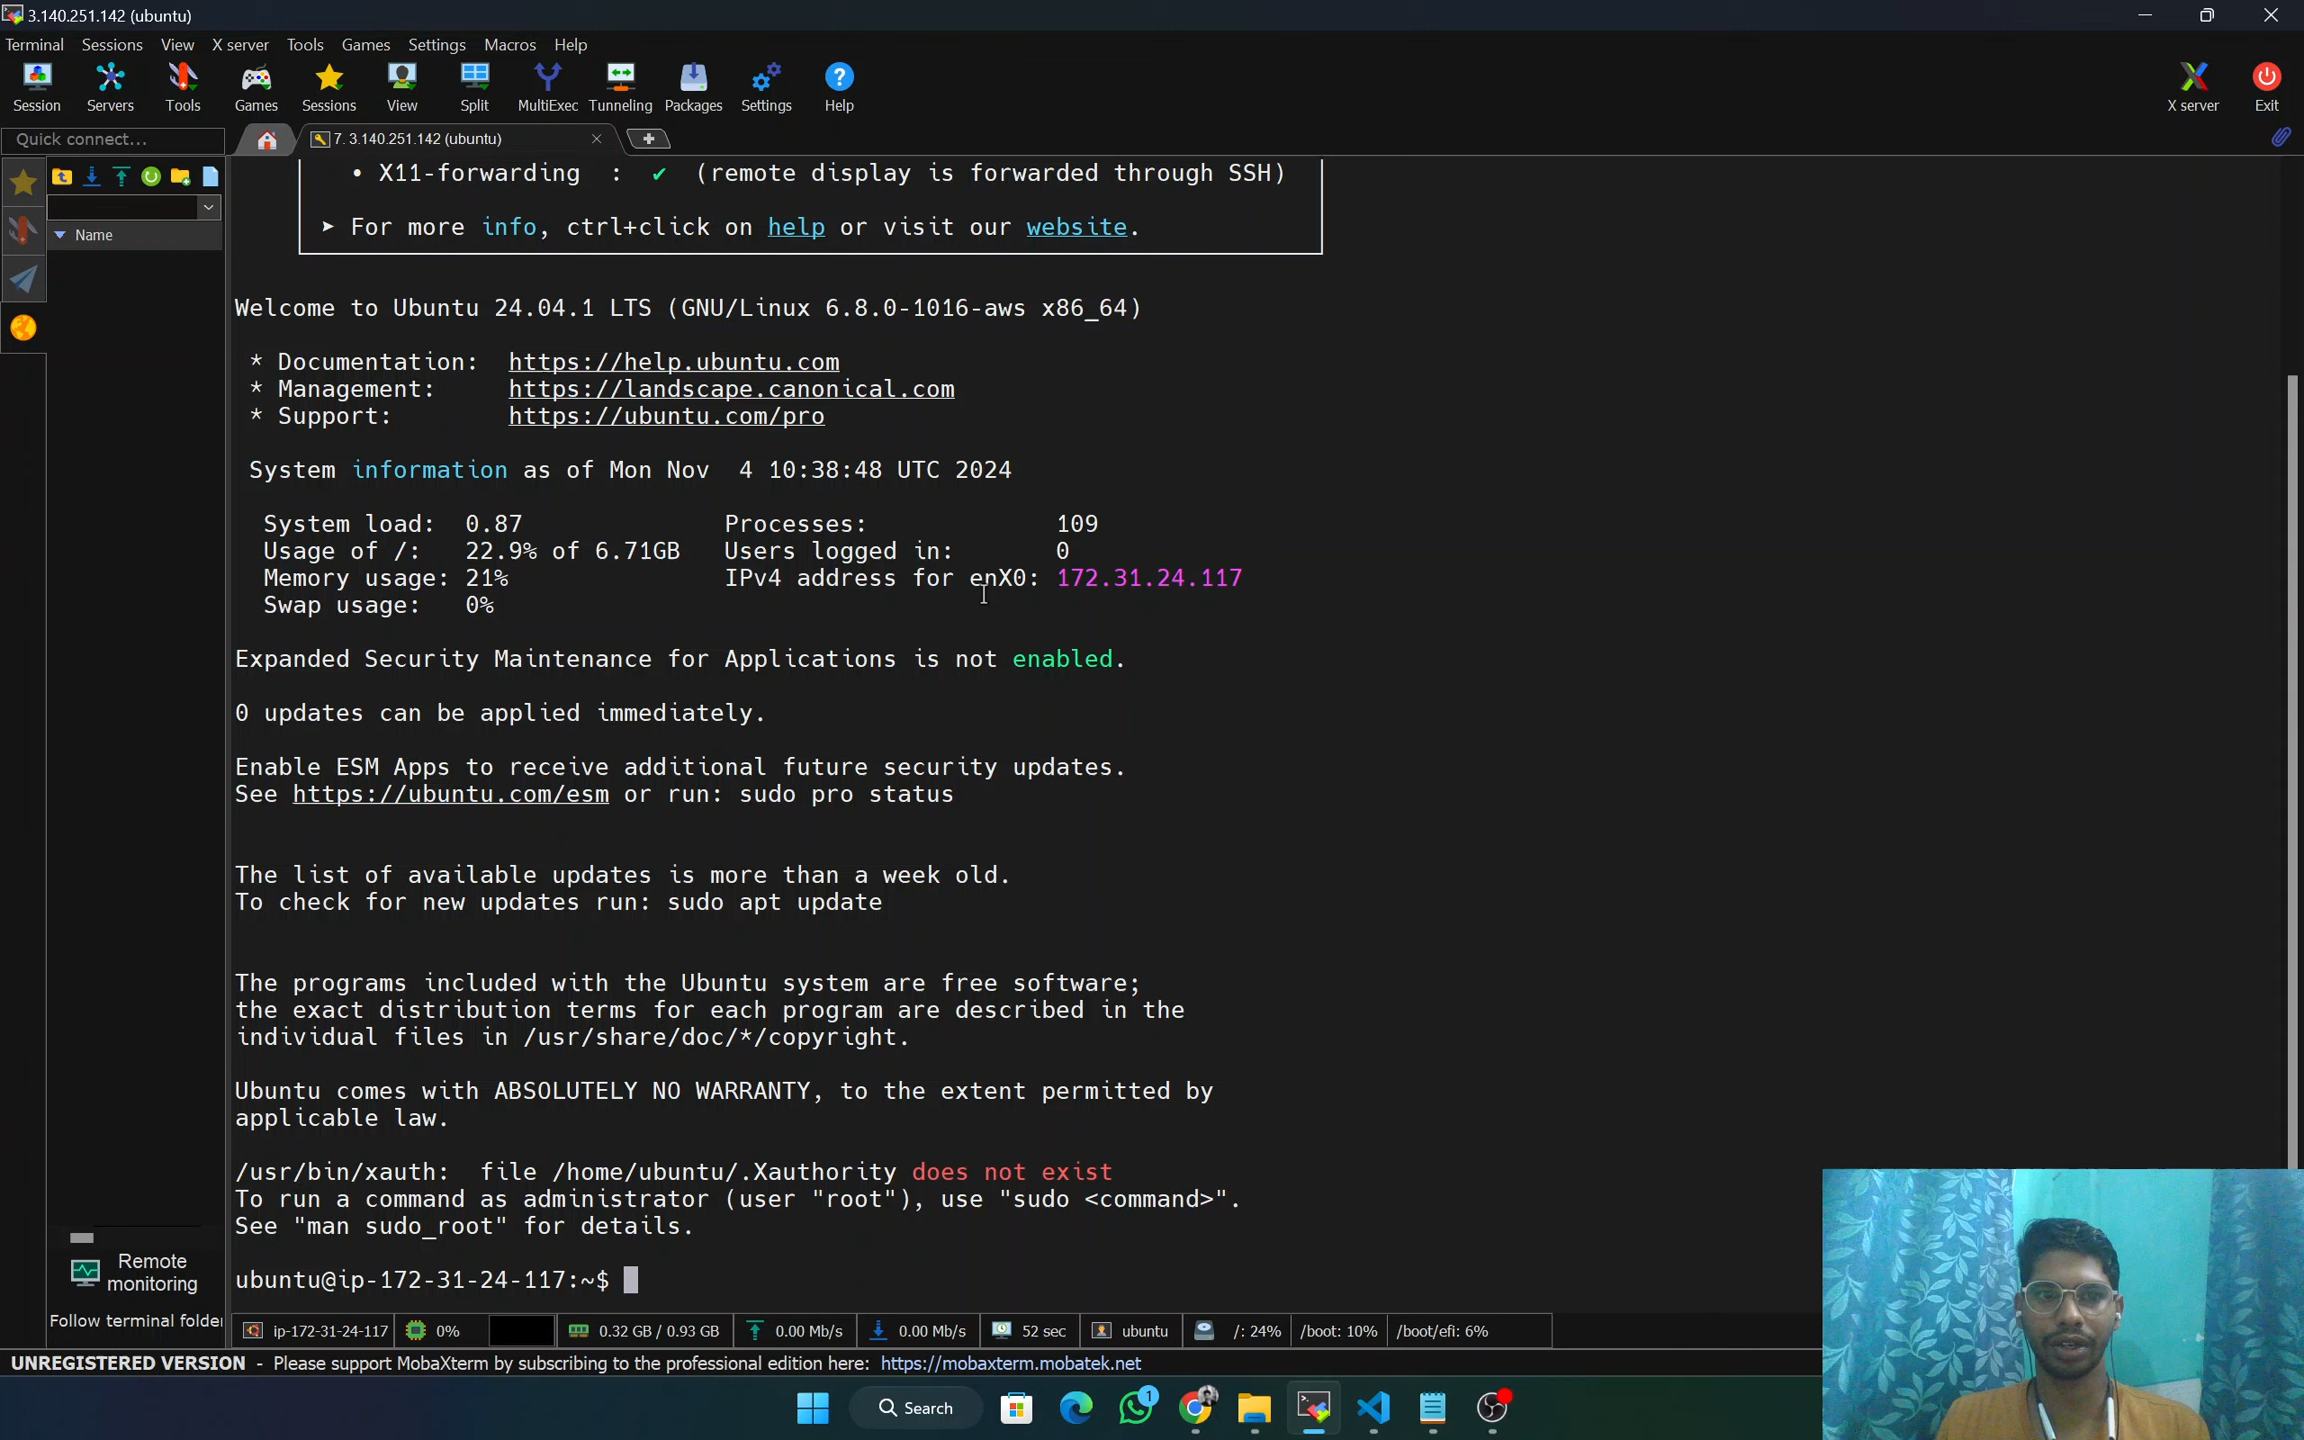 3.140.251.142 (ubuntu)
Terminal Sessions View X server Tools Games Settings Macros Help
Session Servers Tools Games Sessions View Split MultiExec Tunneling Packages Settings Help X server Exit
Quick connect...
7. 3.140.251.142 (ubuntu)
• X11-forwarding : ✔ (remote display is forwarded through SSH)
Name
➤ For more info, ctrl+click on help or visit our website.
Welcome to Ubuntu 24.04.1 LTS (GNU/Linux 6.8.0-1016-aws x86_64)
* Documentation: https://help.ubuntu.com
* Management: https://landscape.canonical.com
* Support: https://ubuntu.com/pro
System information as of Mon Nov 4 10:38:48 UTC 2024
System load: 0.87 Processes: 109
Usage of /: 22.9% of 6.71GB Users logged in: 0
Memory usage: 21% IPv4 address for enX0: 172.31.24.117
Swap usage: 0%
Expanded Security Maintenance for Applications is not enabled.
0 updates can be applied immediately.
Enable ESM Apps to receive additional future security updates.
See https://ubuntu.com/esm or run: sudo pro status
The list of available updates is more than a week old.
To check for new updates run: sudo apt update
The programs included with the Ubuntu system are free software;
the exact distribution terms for each program are described in the
individual files in /usr/share/doc/*/copyright.
Ubuntu comes with ABSOLUTELY NO WARRANTY, to the extent permitted by
applicable law.
/usr/bin/xauth: file /home/ubuntu/.Xauthority does not exist
To run a command as administrator (user "root"), use "sudo <command>".
See "man sudo_root" for details.
Remote
monitoring
ubuntu@ip-172-31-24-117:~$
Follow terminal folder
ip-172-31-24-117 0% 0.32 GB / 0.93 GB 0.00 Mb/s 0.00 Mb/s 52 sec ubuntu /: 24% /boot: 10% /boot/efi: 6%
UNREGISTERED VERSION - Please support MobaXterm by subscribing to the professional edition here: https://mobaxterm.mobatek.net
Search
1